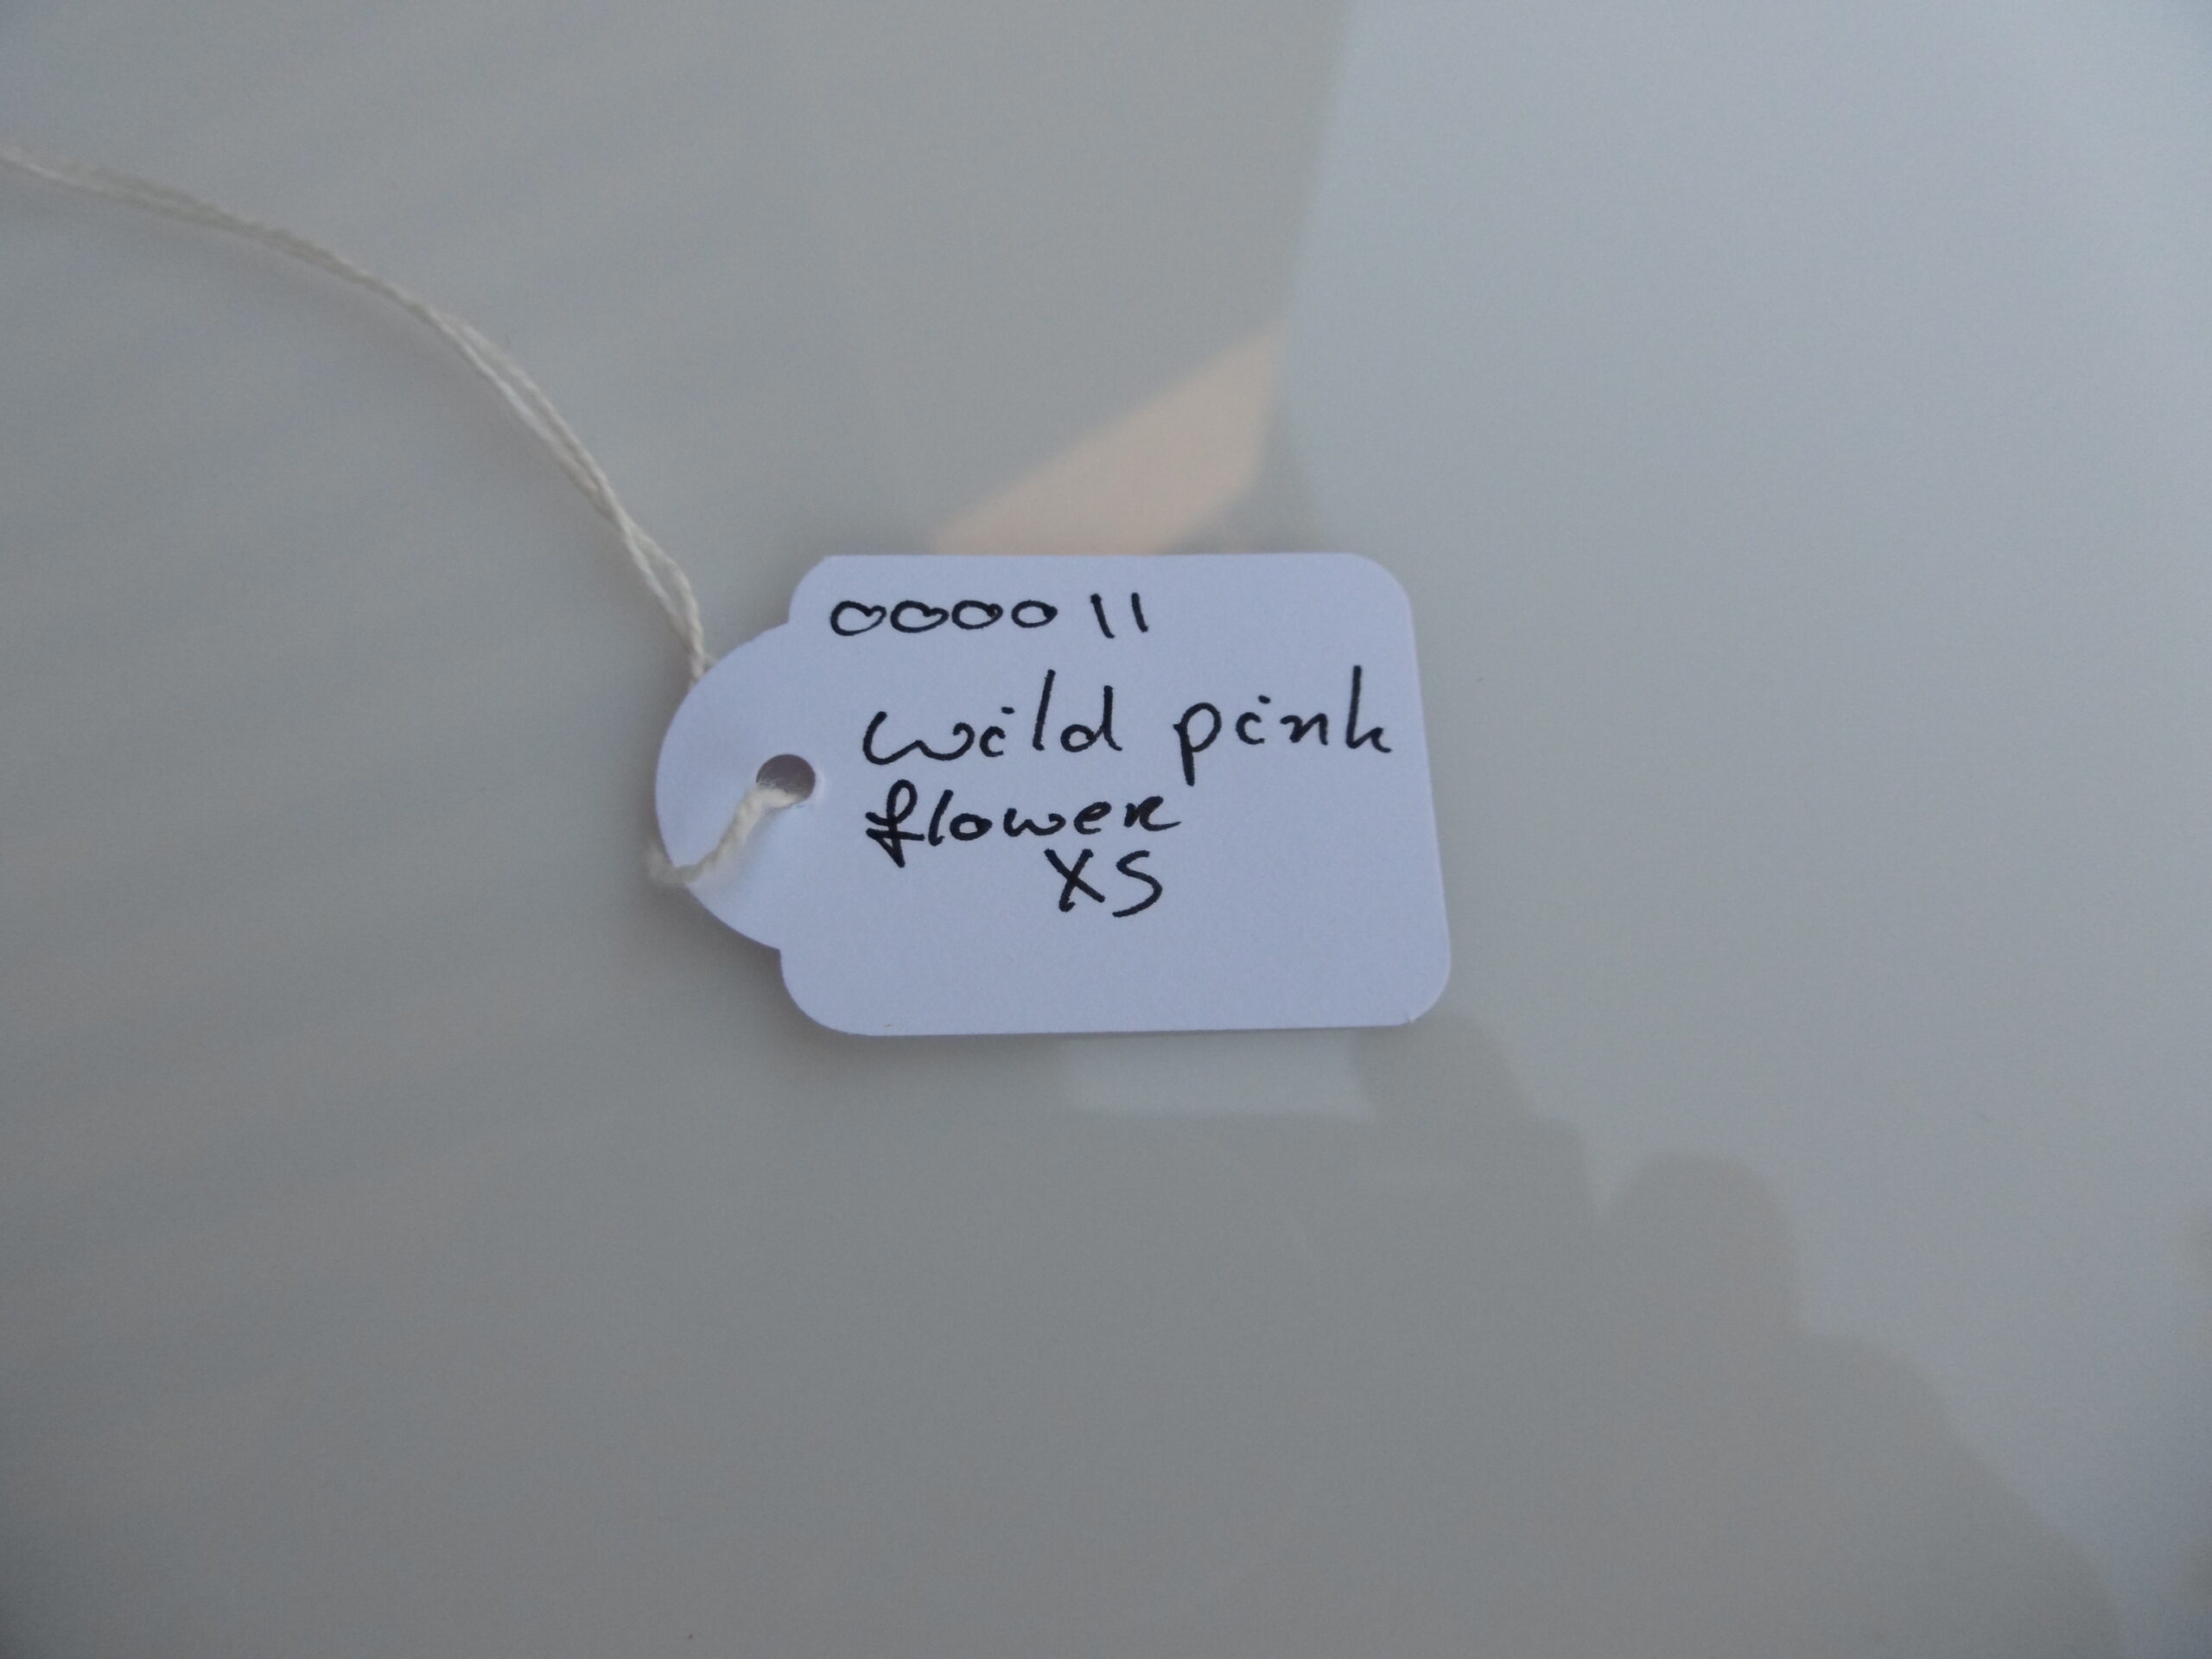 000011
wild pink
flower
XS